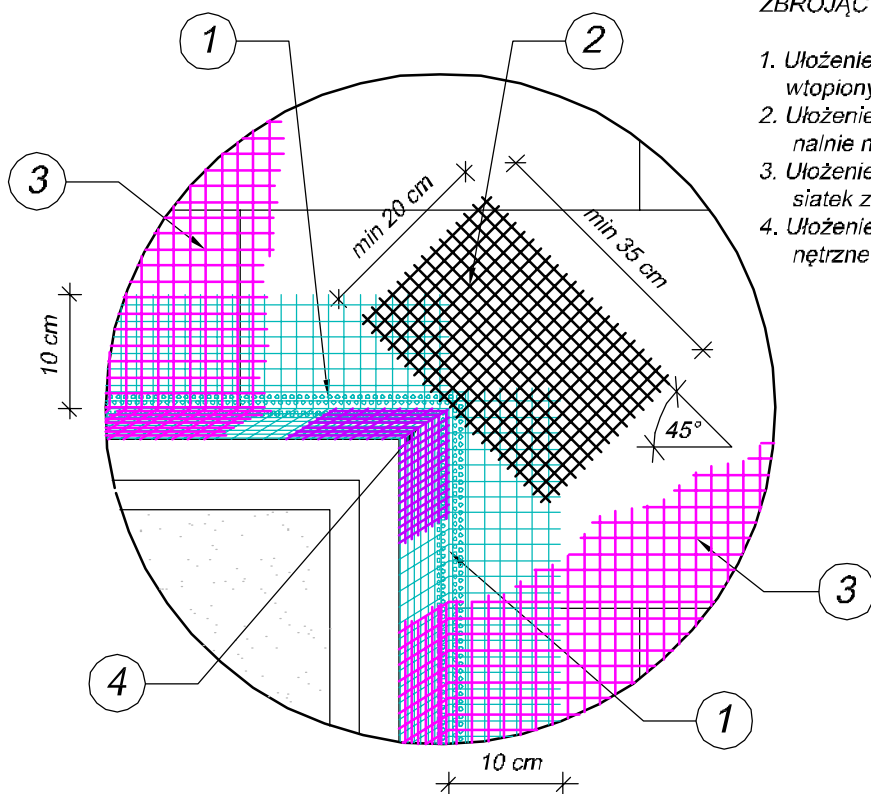 ZBROJĄC
1. Ułożenie
wtopiony
2. Ułożenie
nalnie n
3. Ułożenie
siatek z
4. Ułożenie
nętrzne
1
2
3
min 20 cm
min 35 cm
10 cm
45°
3
4
1
10 cm